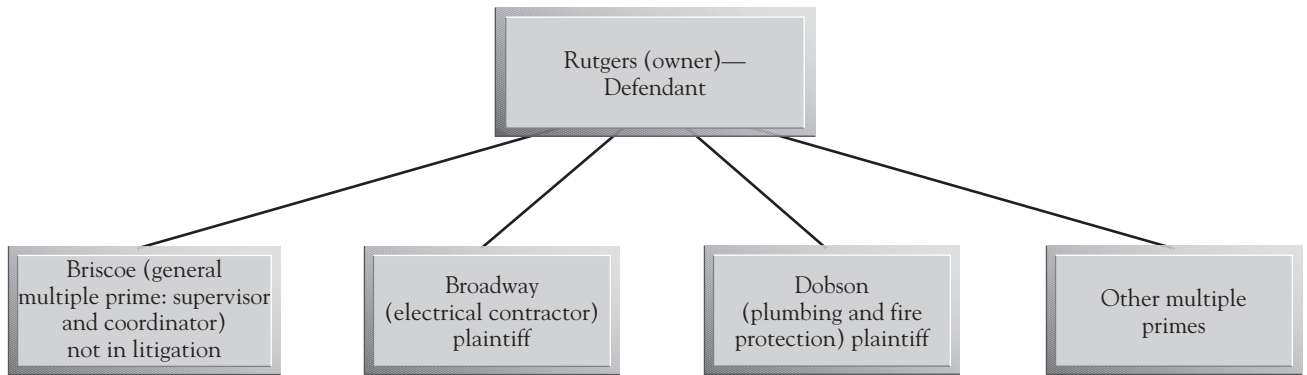 Rutgers (owner)—
Defendant
Briscoe (general
multiple prime: supervisor
and coordinator)
not in litigation
Broadway
(electrical contractor)
plaintiff
Dobson
(plumbing and fire
protection) plaintiff
Other multiple
primes